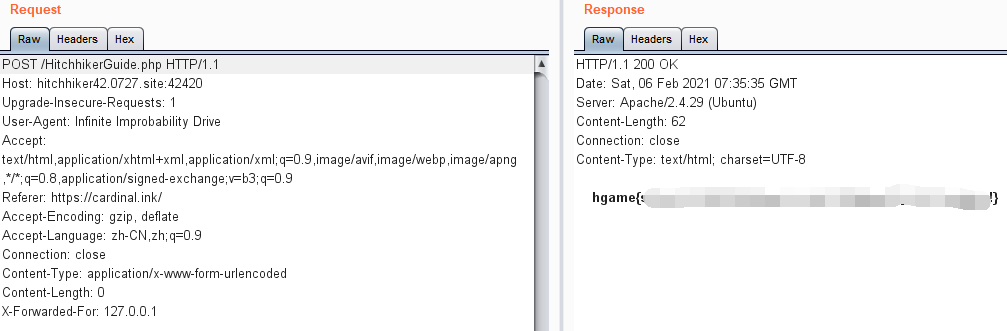 Request
Raw Headers Hex
POST /HitchhikerGuide.php HTTP/1.1
Host: hitchhiker42.0727.site:42420
Upgrade-Insecure-Requests: 1
User-Agent: Infinite Improbability Drive
Accept:
text/html,application/xhtml+xml,application/xml;q=0.9,image/avif,image/webp,image/apng
,*/*;q=0.8,application/signed-exchange;v=b3;q=0.9
Referer: https://cardinal.ink/
Accept-Encoding: gzip, deflate
Accept-Language: zh-CN,zh;q=0.9
Connection: close
Content-Type: application/x-www-form-urlencoded
Content-Length: 0
X-Forwarded-For: 127.0.0.1
Response
Raw Headers Hex
HTTP/1.1 200 OK
Date: Sat, 06 Feb 2021 07:35:35 GMT
Server: Apache/2.4.29 (Ubuntu)
Content-Length: 62
Connection: close
Content-Type: text/html; charset=UTF-8
hgame{